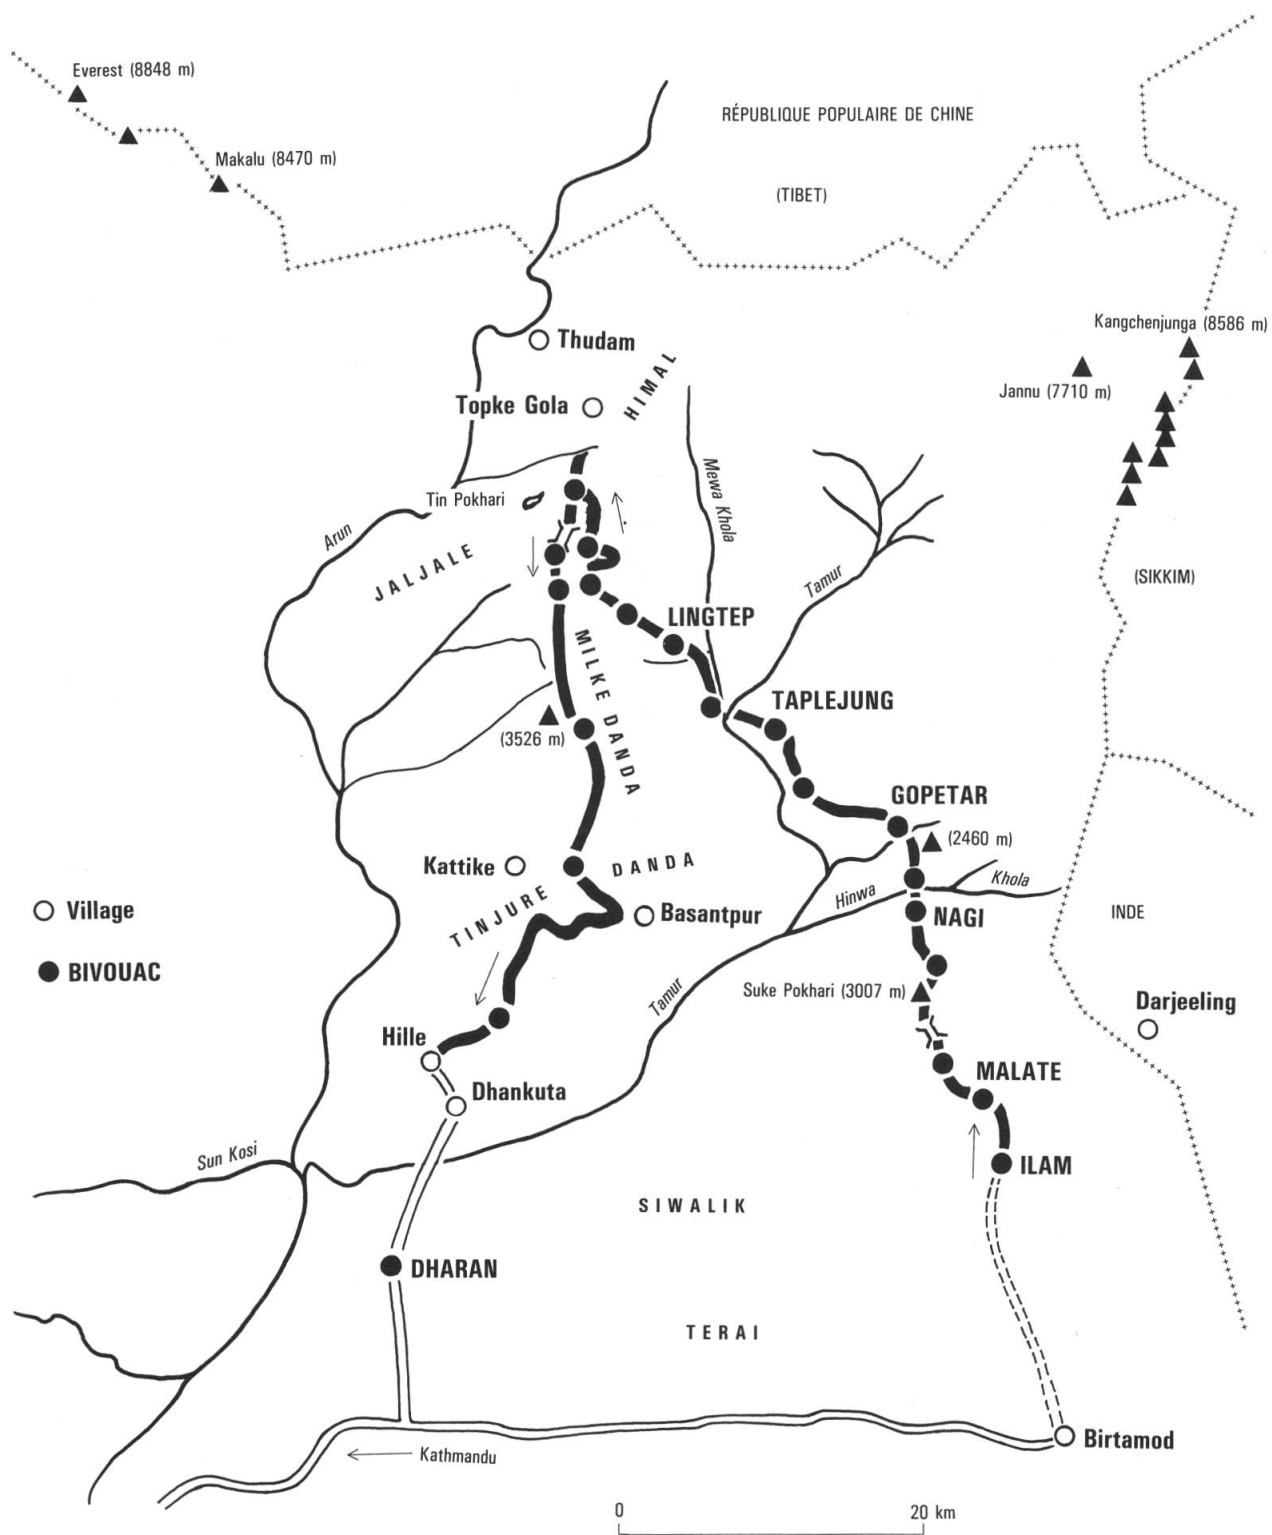 Everest (8848 m)
RÉPUBLIQUE POPULAIRE DE CHINE
Makalu (8470 m)
(TIBET)
Kangchenjunga (8586 m)
Thudam
HIMAL
Jannu (7710 m)
Topke Gola
Mewa Khola
Tin Pokhari
Arun
JALJALE
Tamur
(SIKKIM)
LINGTEP
MILKE DANDA
TAPLEJUNG
(3526 m)
GOPETAR
(2460 m)
Kattike
DANDA
Hinwa
Khola
Village
TINJURE
Basantpur
NAGI
INDE
BIVOUAC
Tamur
Suke Pokhari (3007 m)
Darjeeling
Hille
MALATE
Dhankuta
Sun Kosi
ILAM
SIWALIK
DHARAN
TERAI
Birtamod
Kathmandu
0
20 km